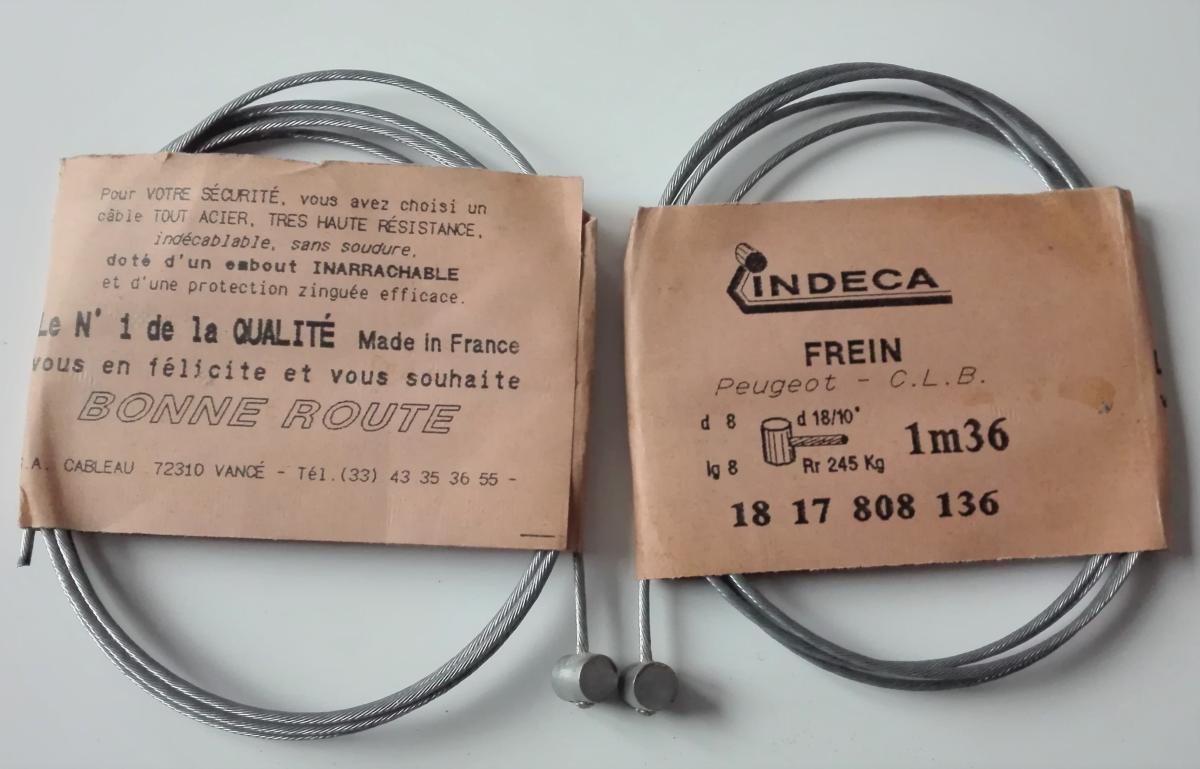 Pour VOTRE SÉCURITÉ, vous avez choisi un
câble TOUT ACIER, TRES HAUTE RÉSISTANCE,
indécablable, sans soudure,
doté d'un embout INARRACHABLE
et d'une protection zinguée efficace.
Le N° 1 de la QUALITÉ Made in France
vous en félicite et vous souhaite
BONNE ROUTE
.A. CABLEAU 72310 VANCÉ - Tél.(33) 43 35 36 55 -
INDECA
FREIN
Peugeot - C.L.B.
d 8 d 18/10°
lg 8 Rr 245 Kg
1m36
18 17 808 136